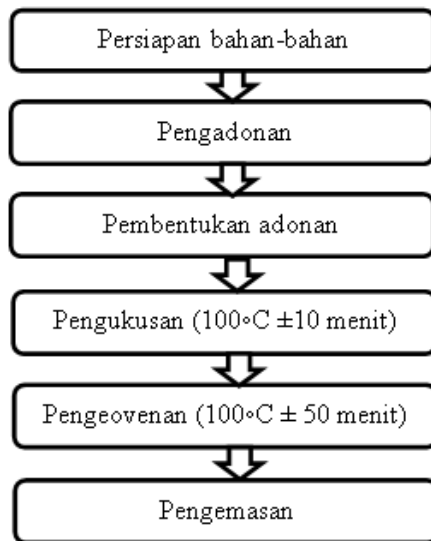 Persiapan bahan-bahan
Pengadonan
Pembentukan adonan
Pengukusan (100∘C ±10 menit)
Pengeovenan (100∘C ± 50 menit)
Pengemasan